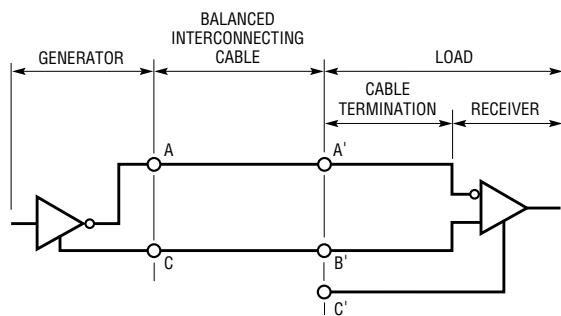 BALANCED
INTERCONNECTING
CABLE
GENERATOR
LOAD
CABLE
TERMINATION
RECEIVER
A
A'
C
B'
C'